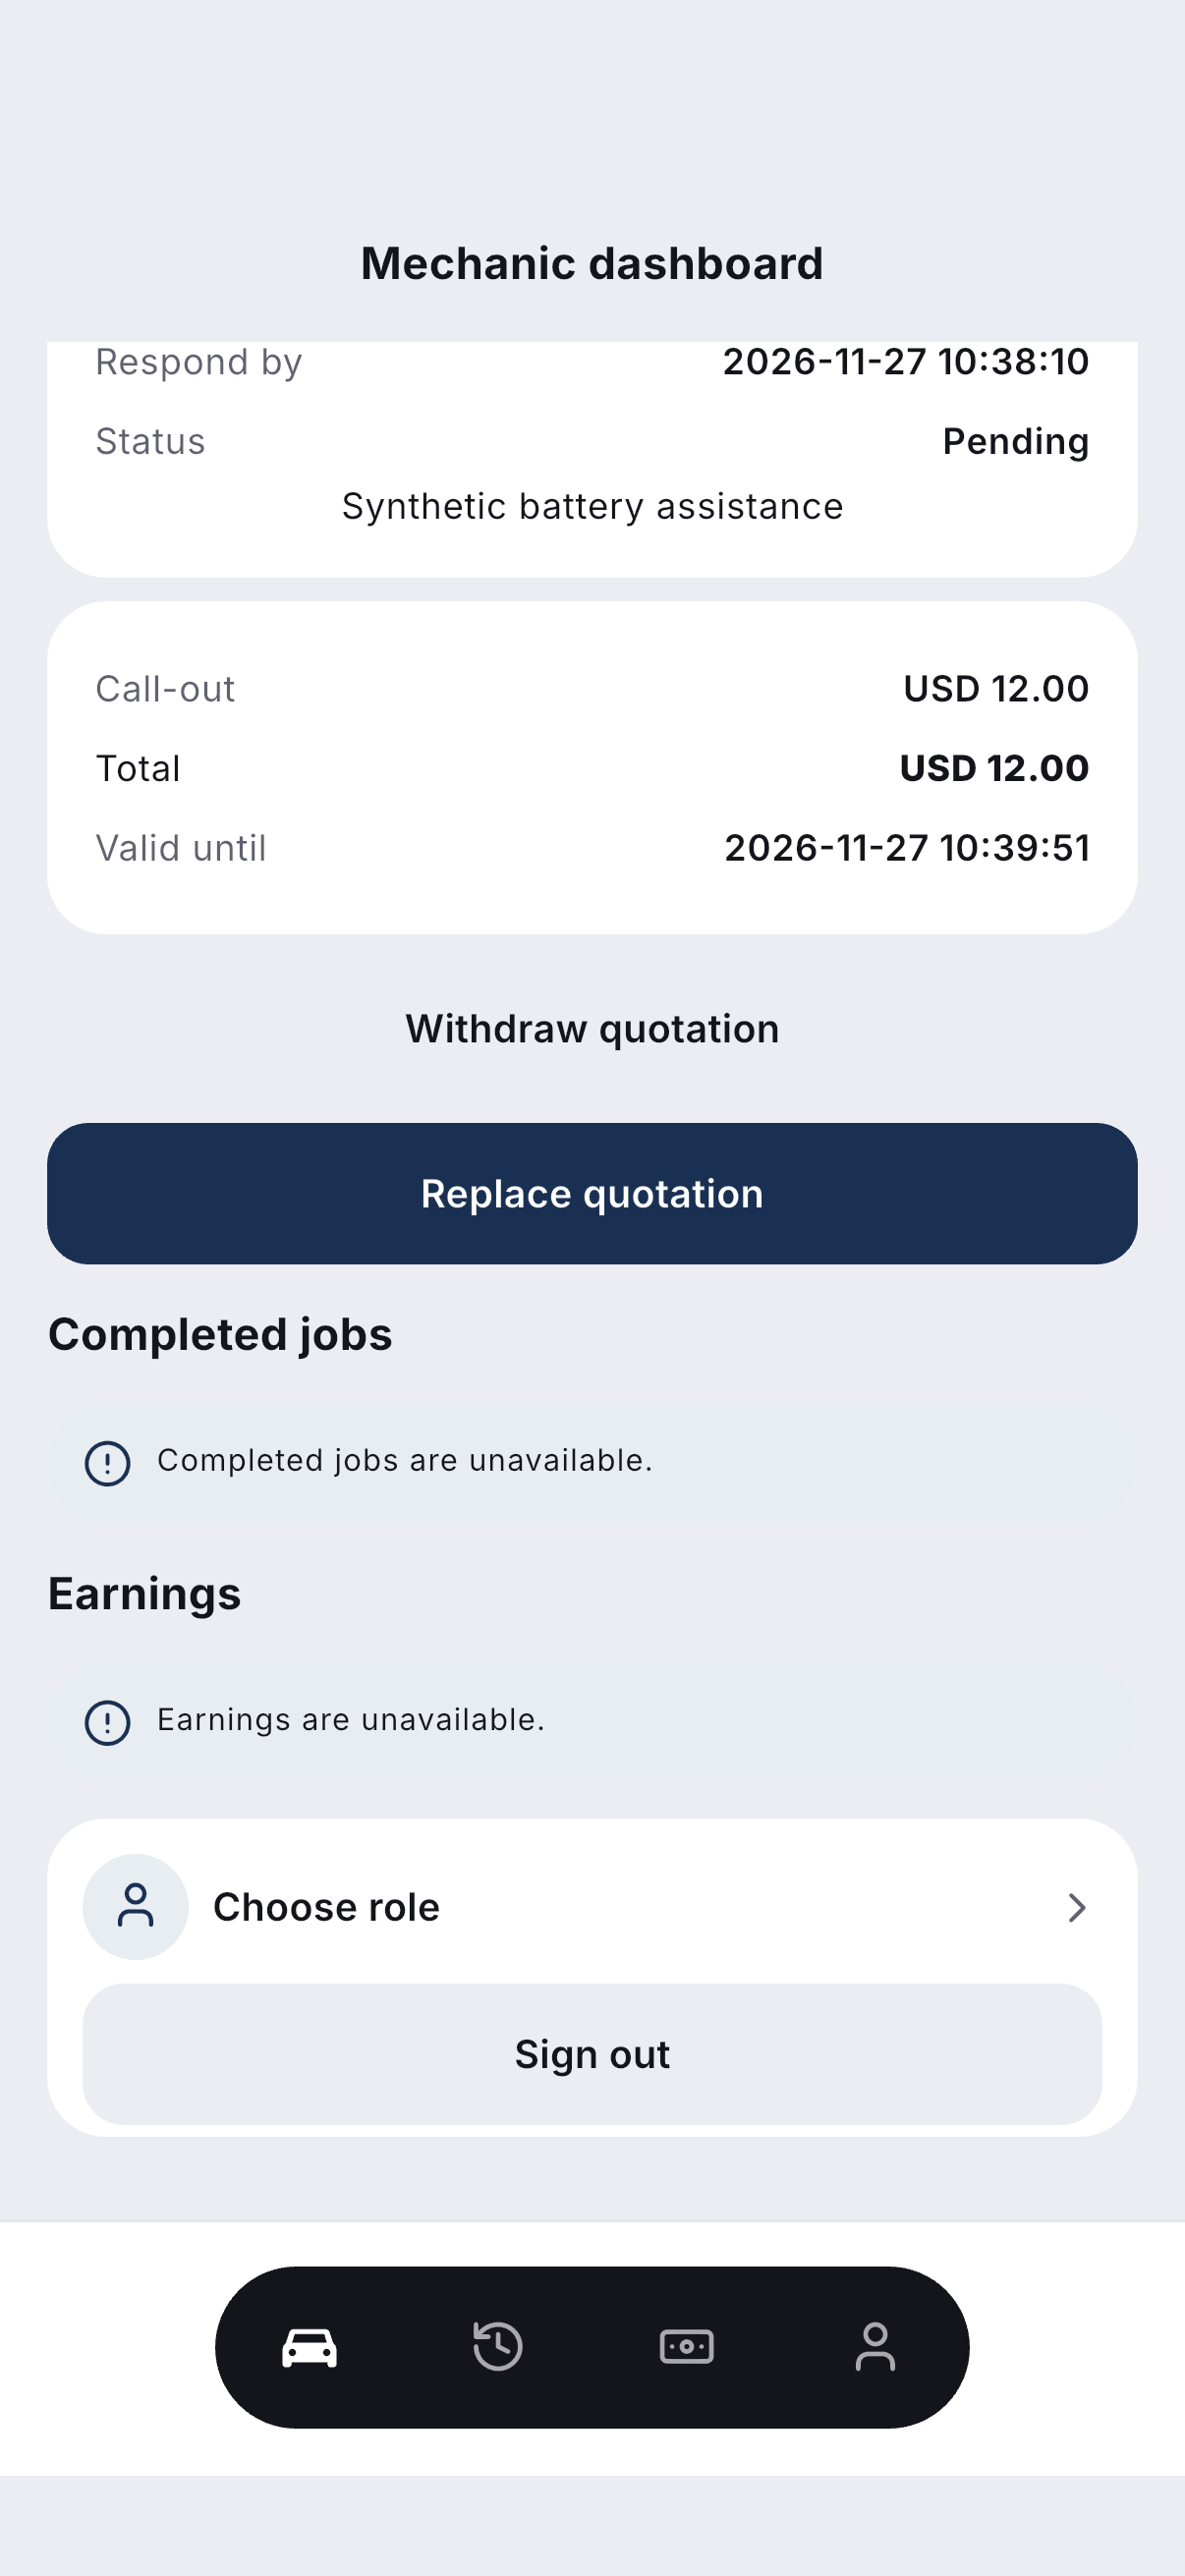 Mechanic dashboard
Respond by 2026-11-27 10:38:10
Status Pending
Synthetic battery assistance
Call-out USD 12.00
Total USD 12.00
Valid until 2026-11-27 10:39:51
Withdraw quotation
Replace quotation
Completed jobs
Completed jobs are unavailable.
Earnings
Earnings are unavailable.
Choose role
Sign out